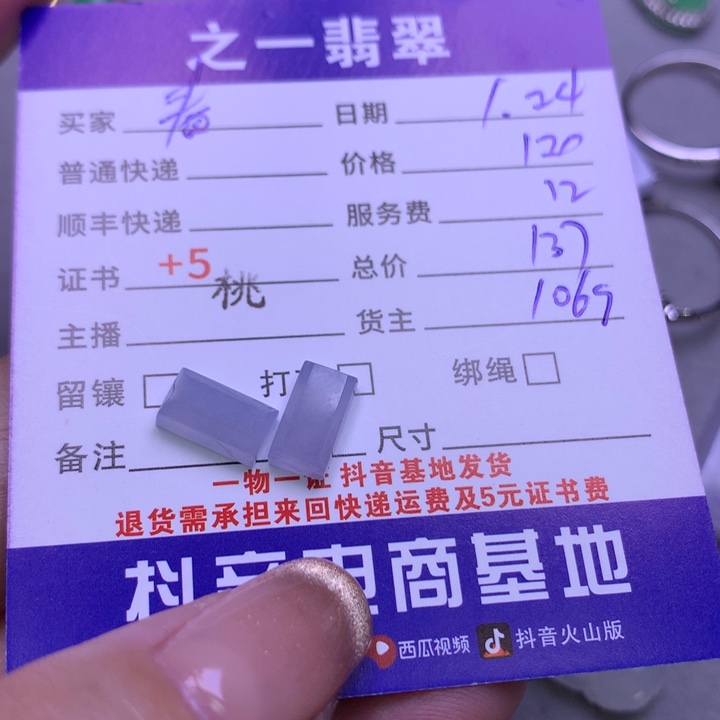 之一翡翠
买家 日期 1.24
普通快递 价格 120
顺丰快递 服务费 12
证书 +5 总价 137
主播 桃 货主 106g
留镶 打 绑绳
备注 尺寸
一物一证 抖音基地发货
退货需承担来回快递运费及5元证书费
抖音电商基地
西瓜视频 抖音火山版